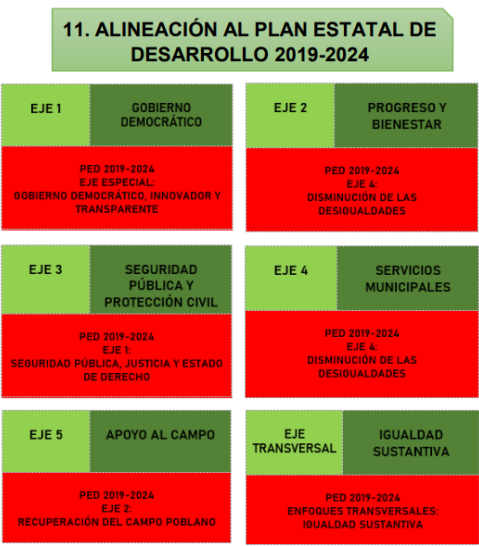 11. ALINEACIÓN AL PLAN ESTATAL DE
DESARROLLO 2019-2024
EJE 1
GOBIERNO
DEMOCRÁTICO
PED 2019-2024
EJE ESPECIAL:
GOBIERNO DEMOCRÁTICO, INNOVADOR Y
TRANSPARENTE
EJE 2
PROGRESO Y
BIENESTAR
PED 2019-2024
EJE 4:
DISMINUCIÓN DE LAS
DESIGUALDADES
EJE 3
SEGURIDAD
PÚBLICA Y
PROTECCIÓN CIVIL
PED 2019-2024
EJE 1:
SEGURIDAD PÚBLICA, JUSTICIA Y ESTADO
DE DERECHO
EJE 4
SERVICIOS
MUNICIPALES
PED 2019-2024
EJE 4:
DISMINUCIÓN DE LAS
DESIGUALDADES
EJE 5
APOYO AL CAMPO
PED 2019-2024
EJE 2:
RECUPERACIÓN DEL CAMPO POBLANO
EJE
TRANSVERSAL
IGUALDAD
SUSTANTIVA
PED 2019-2024
ENFOQUES TRANSVERSALES:
IGUALDAD SUSTANTIVA